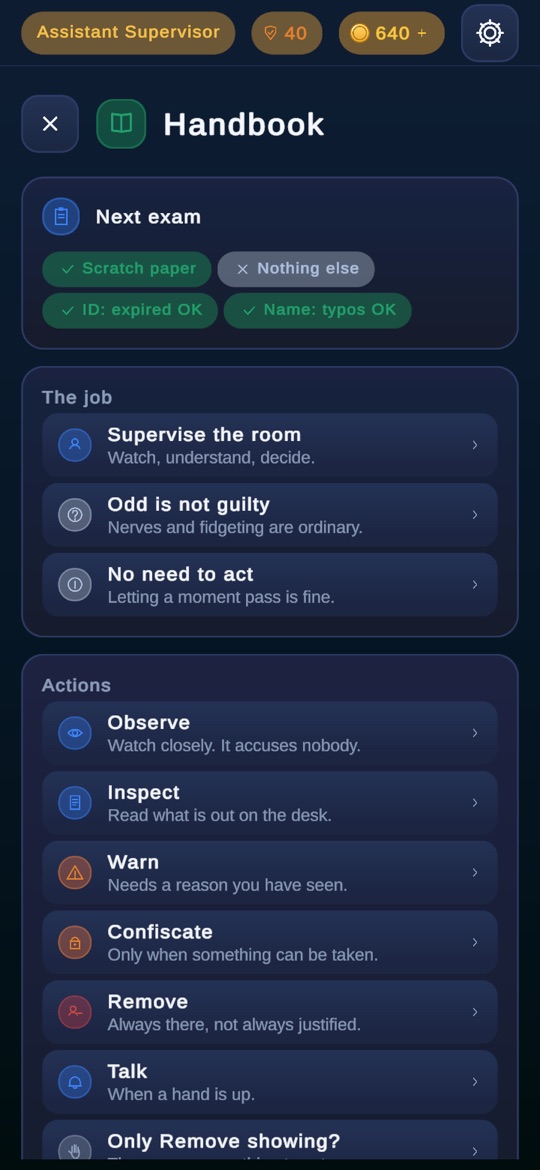 Assistant Supervisor
40
640 +
Handbook
Next exam
Scratch paper
Nothing else
ID: expired OK
Name: typos OK
The job
Supervise the room
Watch, understand, decide.
Odd is not guilty
Nerves and fidgeting are ordinary.
No need to act
Letting a moment pass is fine.
Actions
Observe
Watch closely. It accuses nobody.
Inspect
Read what is out on the desk.
Warn
Needs a reason you have seen.
Confiscate
Only when something can be taken.
Remove
Always there, not always justified.
Talk
When a hand is up.
Only Remove showing?